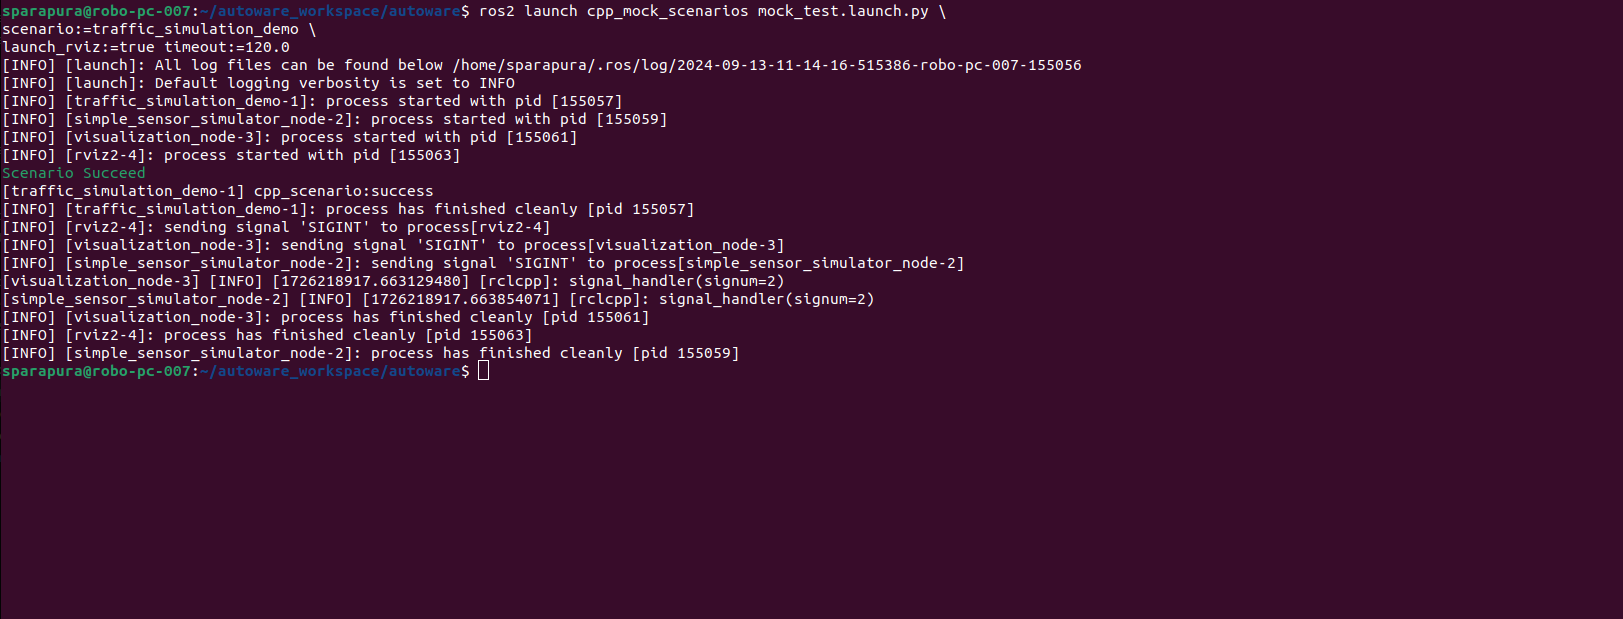 sparapura@robo-pc-007:~/autoware_workspace/autoware$ ros2 launch cpp_mock_scenarios mock_test.launch.py \
scenario:=traffic_simulation_demo \
launch_rviz:=true timeout:=120.0
[INFO] [launch]: All log files can be found below /home/sparapura/.ros/log/2024-09-13-11-14-16-515386-robo-pc-007-155056
[INFO] [launch]: Default logging verbosity is set to INFO
[INFO] [traffic_simulation_demo-1]: process started with pid [155057]
[INFO] [simple_sensor_simulator_node-2]: process started with pid [155059]
[INFO] [visualization_node-3]: process started with pid [155061]
[INFO] [rviz2-4]: process started with pid [155063]
Scenario Succeed
[traffic_simulation_demo-1] cpp_scenario:success
[INFO] [traffic_simulation_demo-1]: process has finished cleanly [pid 155057]
[INFO] [rviz2-4]: sending signal 'SIGINT' to process[rviz2-4]
[INFO] [visualization_node-3]: sending signal 'SIGINT' to process[visualization_node-3]
[INFO] [simple_sensor_simulator_node-2]: sending signal 'SIGINT' to process[simple_sensor_simulator_node-2]
[visualization_node-3] [INFO] [1726218917.663129480] [rclcpp]: signal_handler(signum=2)
[simple_sensor_simulator_node-2] [INFO] [1726218917.663854071] [rclcpp]: signal_handler(signum=2)
[INFO] [visualization_node-3]: process has finished cleanly [pid 155061]
[INFO] [rviz2-4]: process has finished cleanly [pid 155063]
[INFO] [simple_sensor_simulator_node-2]: process has finished cleanly [pid 155059]
sparapura@robo-pc-007:~/autoware_workspace/autoware$